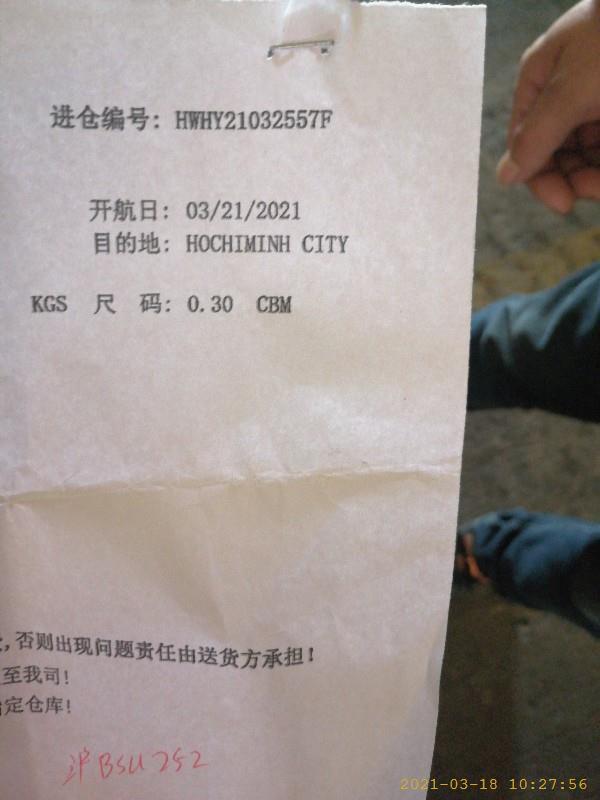 进仓编号: HWHY21032557F
开航日: 03/21/2021
目的地: HOCHIMINH CITY
KGS 尺 码: 0.30 CBM
,否则出现问题责任由送货方承担!
至我司!
定仓库!
沪BSU252
2021-03-18 10:27:56